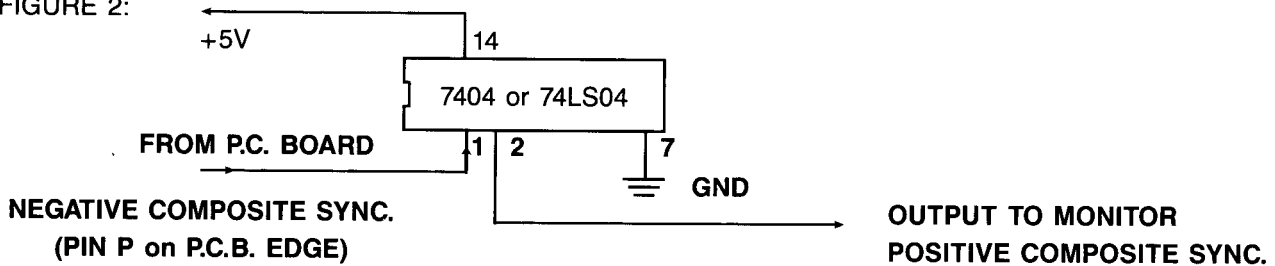 FIGURE 2:
+5V
14
7404 or 74LS04
FROM P.C. BOARD
1
2
7
GND
NEGATIVE COMPOSITE SYNC.
(PIN P on P.C.B. EDGE)
OUTPUT TO MONITOR
POSITIVE COMPOSITE SYNC.